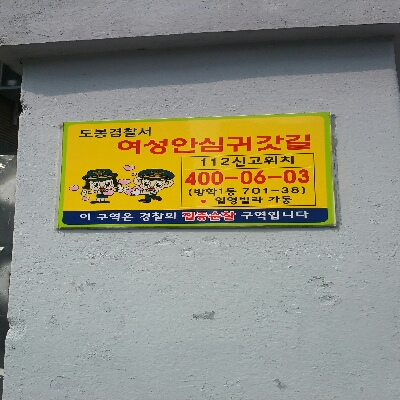 도봉경찰서
여성안심귀갓길
112신고위치
400-06-03
(방학1동 701-38)
일영빌라 가동
이 구역은 경찰의 집중순찰 구역입니다